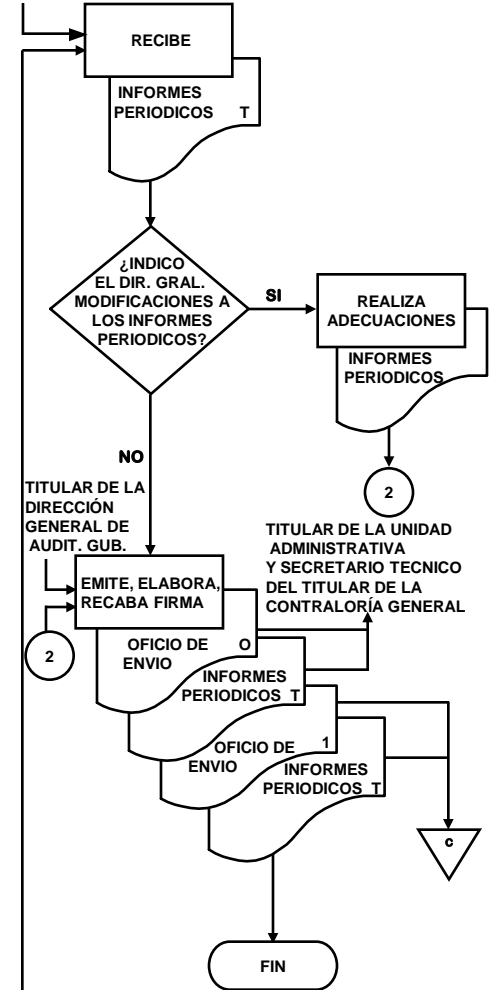 RECIBE
INFORMES
PERIODICOS T
¿INDICO
EL DIR. GRAL.
MODIFICACIONES A
LOS INFORMES
PERIODICOS?
SI
REALIZA
ADECUACIONES
INFORMES
PERIODICOS
2
NO
TITULAR DE LA
DIRECCIÓN
GENERAL DE
AUDIT. GUB.
TITULAR DE LA UNIDAD
ADMINISTRATIVA
Y SECRETARIO TECNICO
DEL TITULAR DE LA
CONTRALORÍA GENERAL
EMITE, ELABORA,
RECABA FIRMA
2
OFICIO DE O
ENVIO
INFORMES
PERIODICOS T
OFICIO DE 1
ENVIO
INFORMES
PERIODICOS T
c
FIN